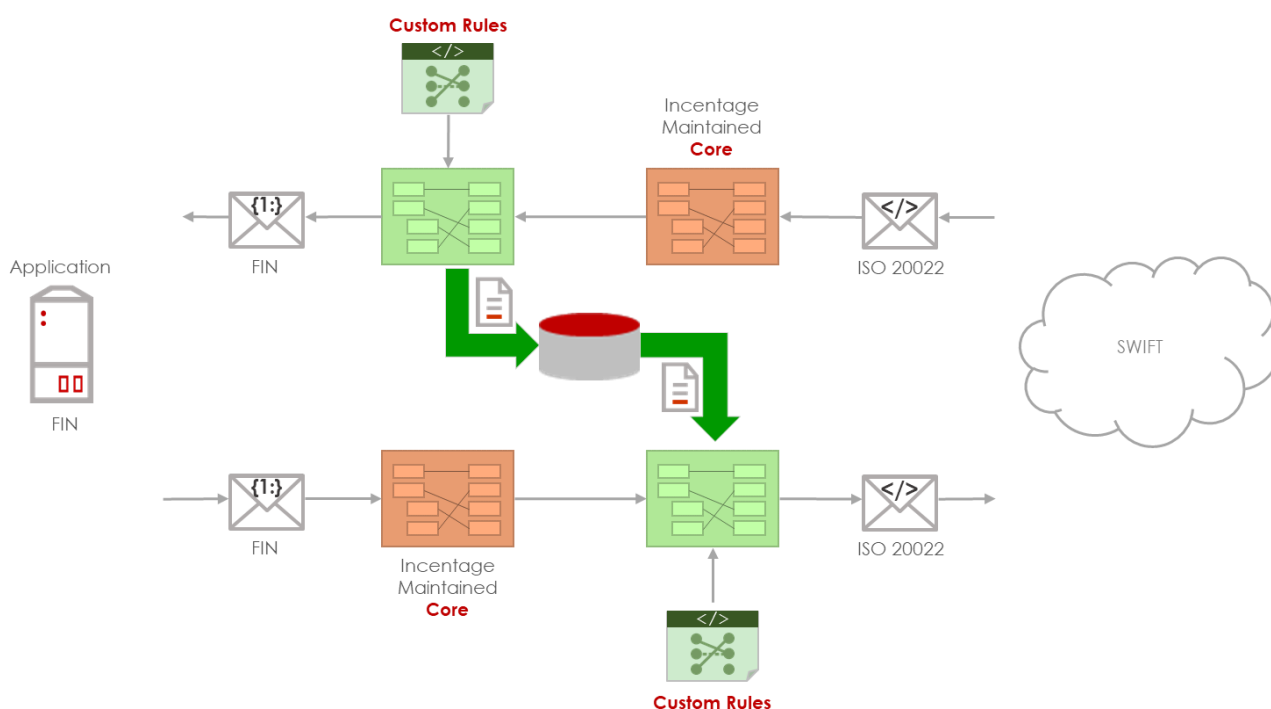 Custom Rules
</>
Incentage
Maintained
Core
{1:}
</>
FIN
ISO 20022
Application
FIN
SWIFT
{1:}
</>
FIN
ISO 20022
Incentage
Maintained
Core
</>
Custom Rules